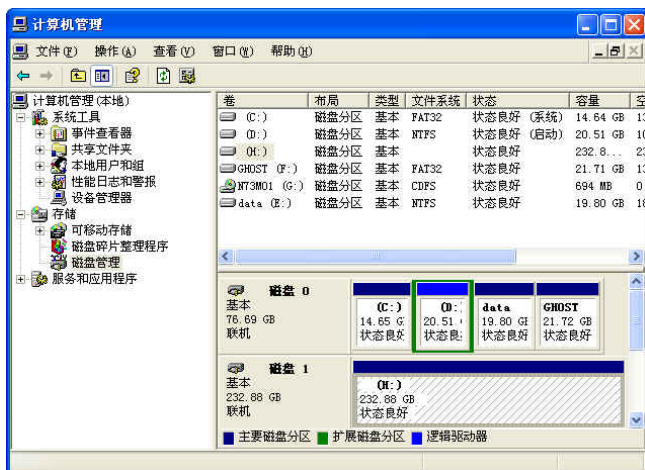 计算机管理
文件(F) 操作(A) 查看(V) 窗口(W) 帮助(H)
计算机管理(本地)
系统工具
事件查看器
共享文件夹
本地用户和组
性能日志和警报
设备管理器
存储
可移动存储
磁盘碎片整理程序
磁盘管理
服务和应用程序
卷 布局 类型 文件系统 状态 容量
(C:) 磁盘分区 基本 FAT32 状态良好 (系统) 14.64 GB
(D:) 磁盘分区 基本 NTFS 状态良好 (启动) 20.51 GB
(H:) 磁盘分区 基本 状态良好 232.8...
GHOST (F:) 磁盘分区 基本 FAT32 状态良好 21.71 GB
NT3MO1 (G:) 磁盘分区 基本 CDFS 状态良好 694 MB 0
data (E:) 磁盘分区 基本 NTFS 状态良好 19.80 GB
磁盘 0
基本
76.69 GB
联机
(C:) (D: data GHOST
14.65 G 20.51 19.80 GB 21.72 GB
状态良好 状态良 状态良好 状态良好
磁盘 1
基本
232.88 GB
联机
(H:)
232.88 GB
状态良好
主要磁盘分区 扩展磁盘分区 逻辑驱动器